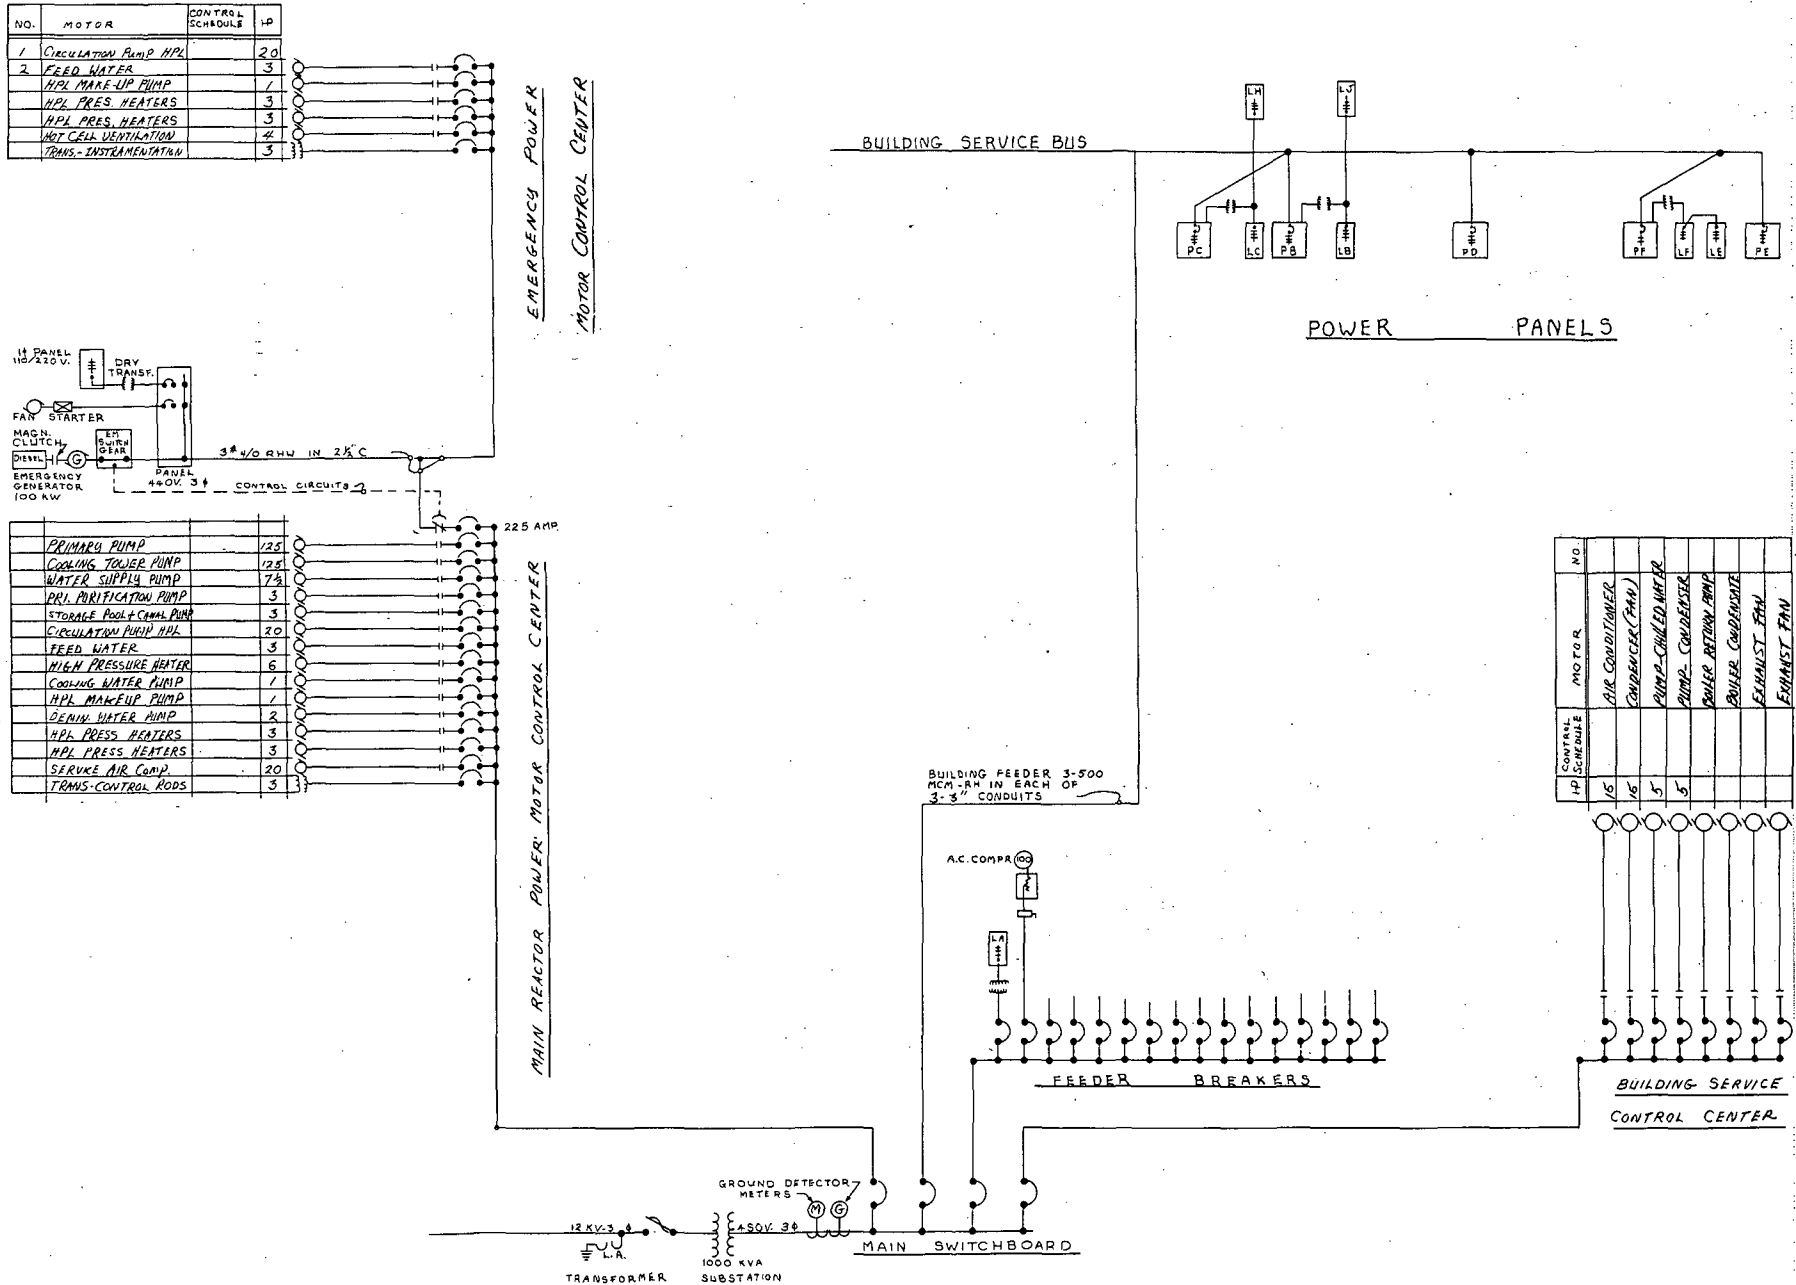 NO. MOTOR CONTROL SCHEDULE HP
1 CIRCULATION PUMP HPL 20
2 FEED WATER 3
HPL MAKE-UP PUMP 1
HPL PRES. HEATERS 3
HPL PRES. HEATERS 3
HOT CELL VENTILATION 4
TRANS.- INSTRAMENTATION 3
EMERGENCY POWER
MOTOR CONTROL CENTER
BUILDING SERVICE BUS
LH
LJ
PC
LC
PB
LB
PD
PF
LF
LE
PE
POWER PANELS
1ϕ PANEL
110/220 V.
DRY
TRANSF.
FAN STARTER
MAGN.
CLUTCH
DIESEL
G
EM
SWITCH
GEAR
EMERGENCY
GENERATOR
100 KW
PANEL
440V. 3ϕ
3# 4/0 RHW IN 2½" C
CONTROL CIRCUITS
225 AMP.
PRIMARY PUMP 125
COOLING TOWER PUMP 125
WATER SUPPLY PUMP 7½
PRI. PURIFICATION PUMP 3
STORAGE POOL + CANAL PUMP 3
CIRCULATION PUMP HPL 20
FEED WATER 3
HIGH PRESSURE HEATER 6
COOLING WATER PUMP 1
HPL MAKEUP PUMP 1
DEMIN. WATER PUMP 2
HPL PRESS HEATERS 3
HPL PRESS HEATERS 3
SERVICE AIR COMP. 20
TRANS-CONTROL RODS 3
MAIN REACTOR POWER MOTOR CONTROL CENTER
BUILDING FEEDER 3-500
MCM-RH IN EACH OF
3-3" CONDUITS
A.C. COMPR 100
LA
FEEDER BREAKERS
HP CONTROL SCHEDULE MOTOR NO.
15 AIR CONDITIONER
15 CONDENCER (FAN)
5 PUMP-CHILLED WATER
5 PUMP- CONDENSER
BOILER RETURN PUMP
BOILER CONDENSATE
EXHAUST FAN
EXHAUST FAN
BUILDING SERVICE
CONTROL CENTER
GROUND DETECTOR
METERS
M
G
12 KV-3 ϕ
L.A.
480V. 3ϕ
MAIN SWITCHBOARD
1000 KVA
TRANSFORMER SUBSTATION